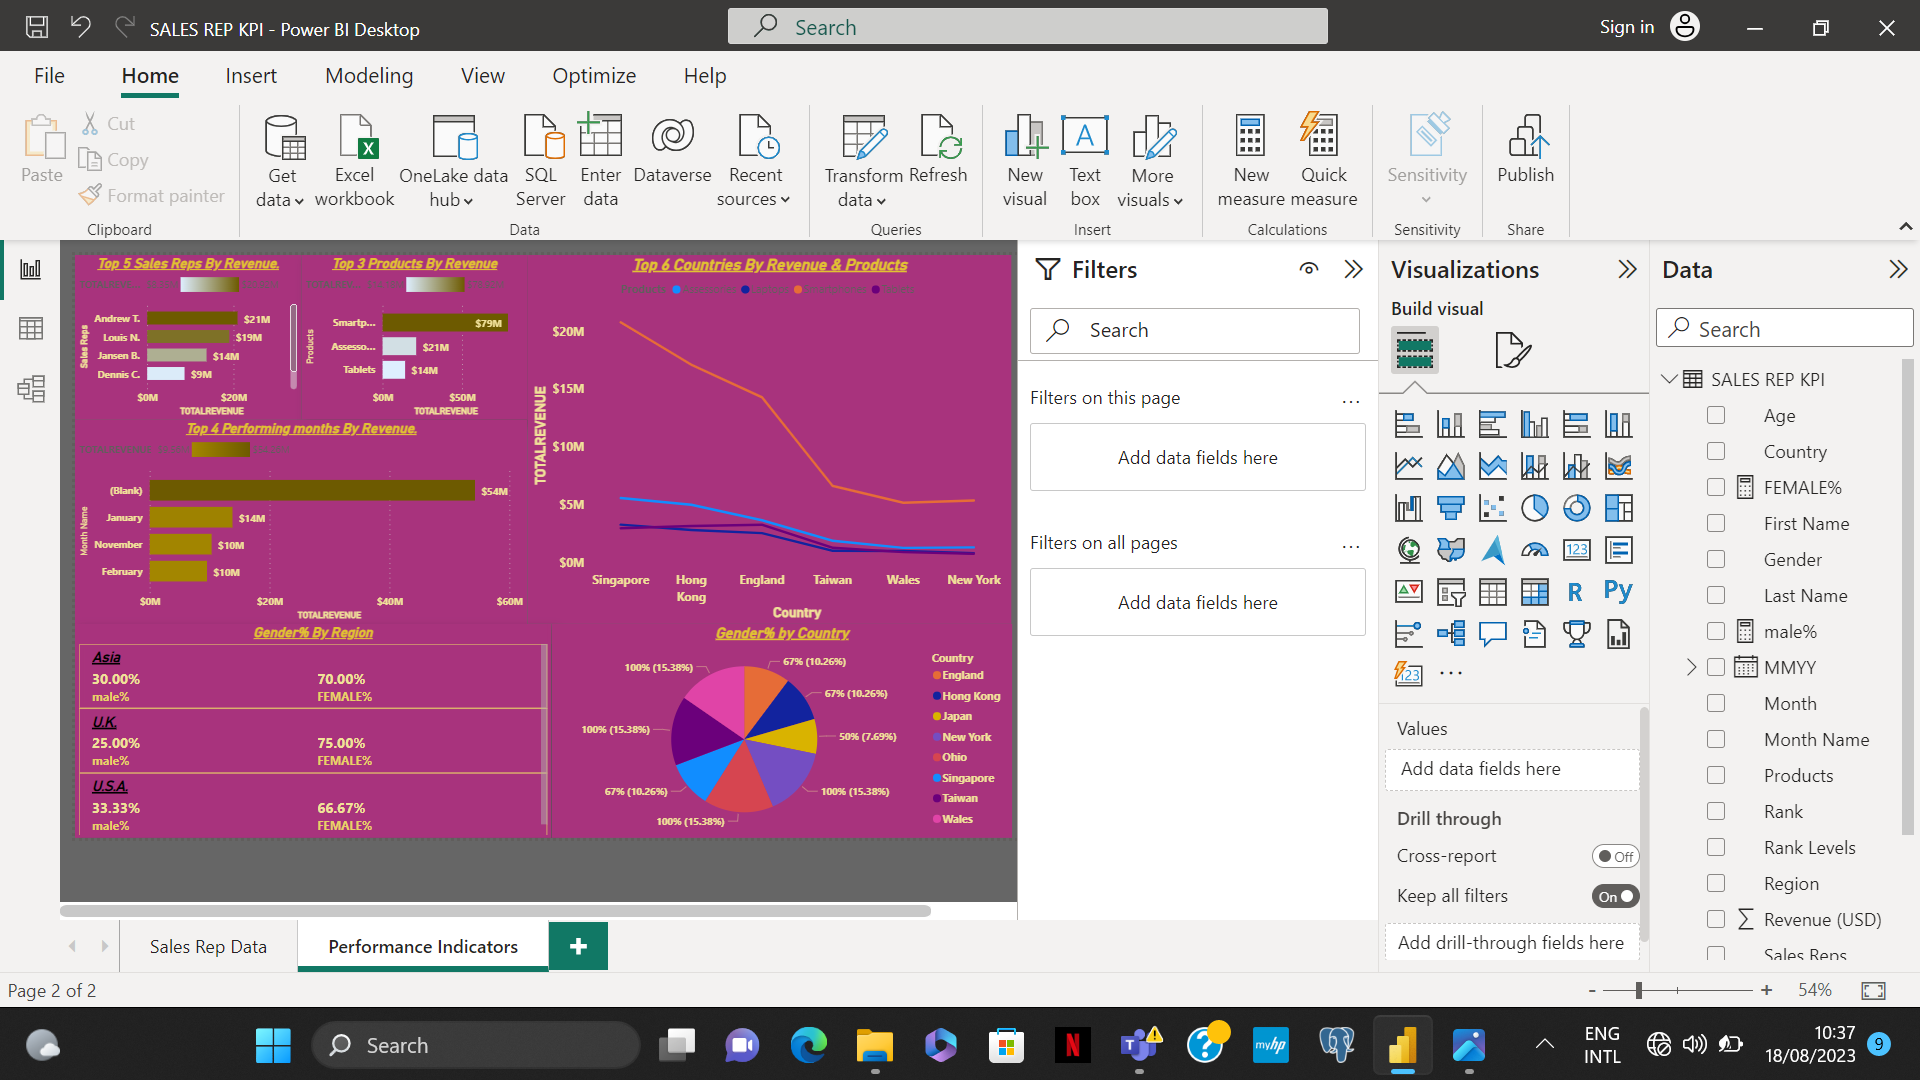 SALES REP KPI - Power BI Desktop
Search
Sign in
File
Home
Insert
Modeling
View
Optimize
Help
Paste
Cut
Copy
Format painter
Clipboard
Get data
Excel workbook
OneLake data hub
SQL Server
Enter data
Dataverse
Recent sources
Data
Transform data
Refresh
Queries
New visual
Text box
More visuals
Insert
New measure
Quick measure
Calculations
Sensitivity
Sensitivity
Publish
Share
Top 5 Sales Reps By Revenue.
Sales Reps
Andrew T.
$21M
Louis N.
$19M
Jansen B.
$14M
Dennis C.
$9M
$0M
$20M
TOTALREVENUE
Top 3 Products By Revenue
Products
Smartp...
$79M
Assesso...
$21M
Tablets
$14M
$0M
$50M
TOTALREVENUE
Top 4 Performing months By Revenue.
Month Name
(Blank)
$54M
January
$14M
November
$10M
February
$10M
$0M
$20M
$40M
$60M
TOTALREVENUE
Top 6 Countries By Revenue & Products
TOTALREVENUE
$20M
$15M
$10M
$5M
$0M
Singapore
Hong Kong
England
Taiwan
Wales
New York
Country
Gender% By Region
Asia
30.00%
70.00%
male%
FEMALE%
U.K.
25.00%
75.00%
male%
FEMALE%
U.S.A.
33.33%
66.67%
male%
FEMALE%
Gender% by Country
100% (15.38%)
67% (10.26%)
67% (10.26%)
100% (15.38%)
50% (7.69%)
67% (10.26%)
100% (15.38%)
100% (15.38%)
Country
England
Hong Kong
Japan
New York
Ohio
Singapore
Taiwan
Wales
Filters
Search
Filters on this page
...
Add data fields here
Filters on all pages
...
Add data fields here
Visualizations
Build visual
123
R
Py
123
...
Values
Add data fields here
Drill through
Cross-report
Off
Keep all filters
On
Add drill-through fields here
Data
Search
SALES REP KPI
Age
Country
FEMALE%
First Name
Gender
Last Name
male%
MMYY
Month
Month Name
Products
Rank
Rank Levels
Region
Revenue (USD)
Sales Reps
Sales Rep Data
Performance Indicators
Page 2 of 2
- + 54%
Search
N
T
?
myhp
ENG
INTL
10:37
18/08/2023
9